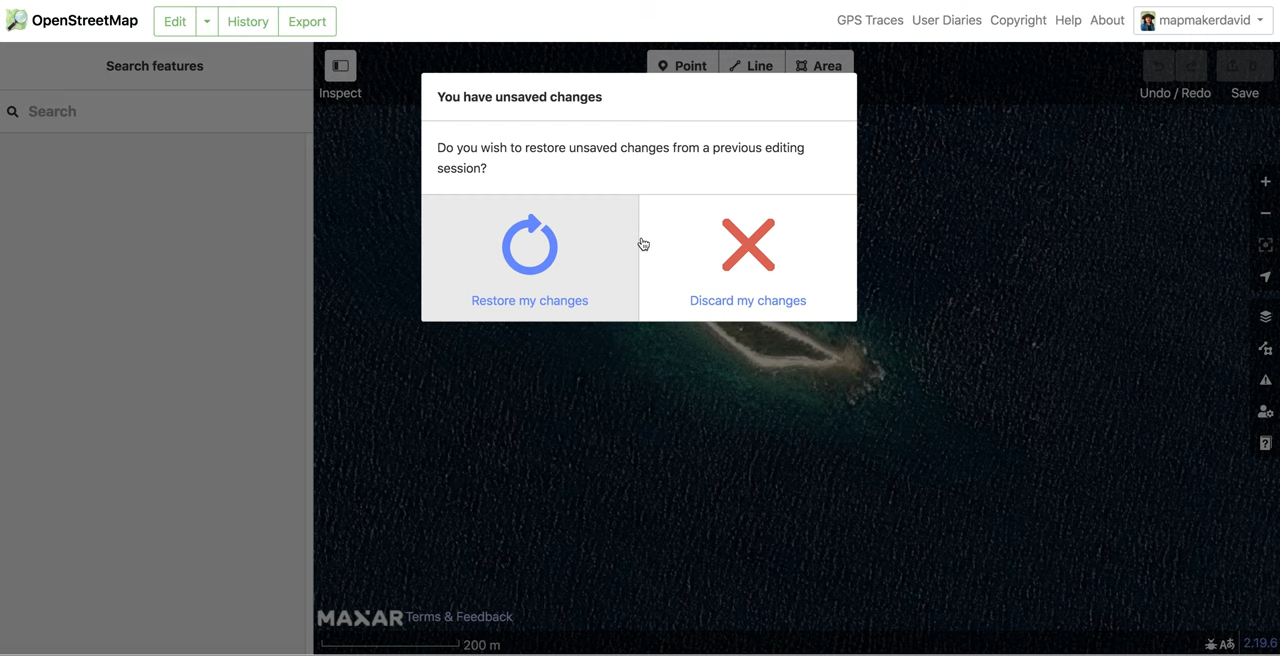 OpenStreetMap
Edit
History
Export
GPS Traces
User Diaries
Copyright
Help
About
mapmakerdavid
Search features
Search
Inspect
Point
Line
Area
Undo / Redo
Save
0
You have unsaved changes
Do you wish to restore unsaved changes from a previous editing
session?
Restore my changes
Discard my changes
MAXAR Terms & Feedback
200 m
2.19.6